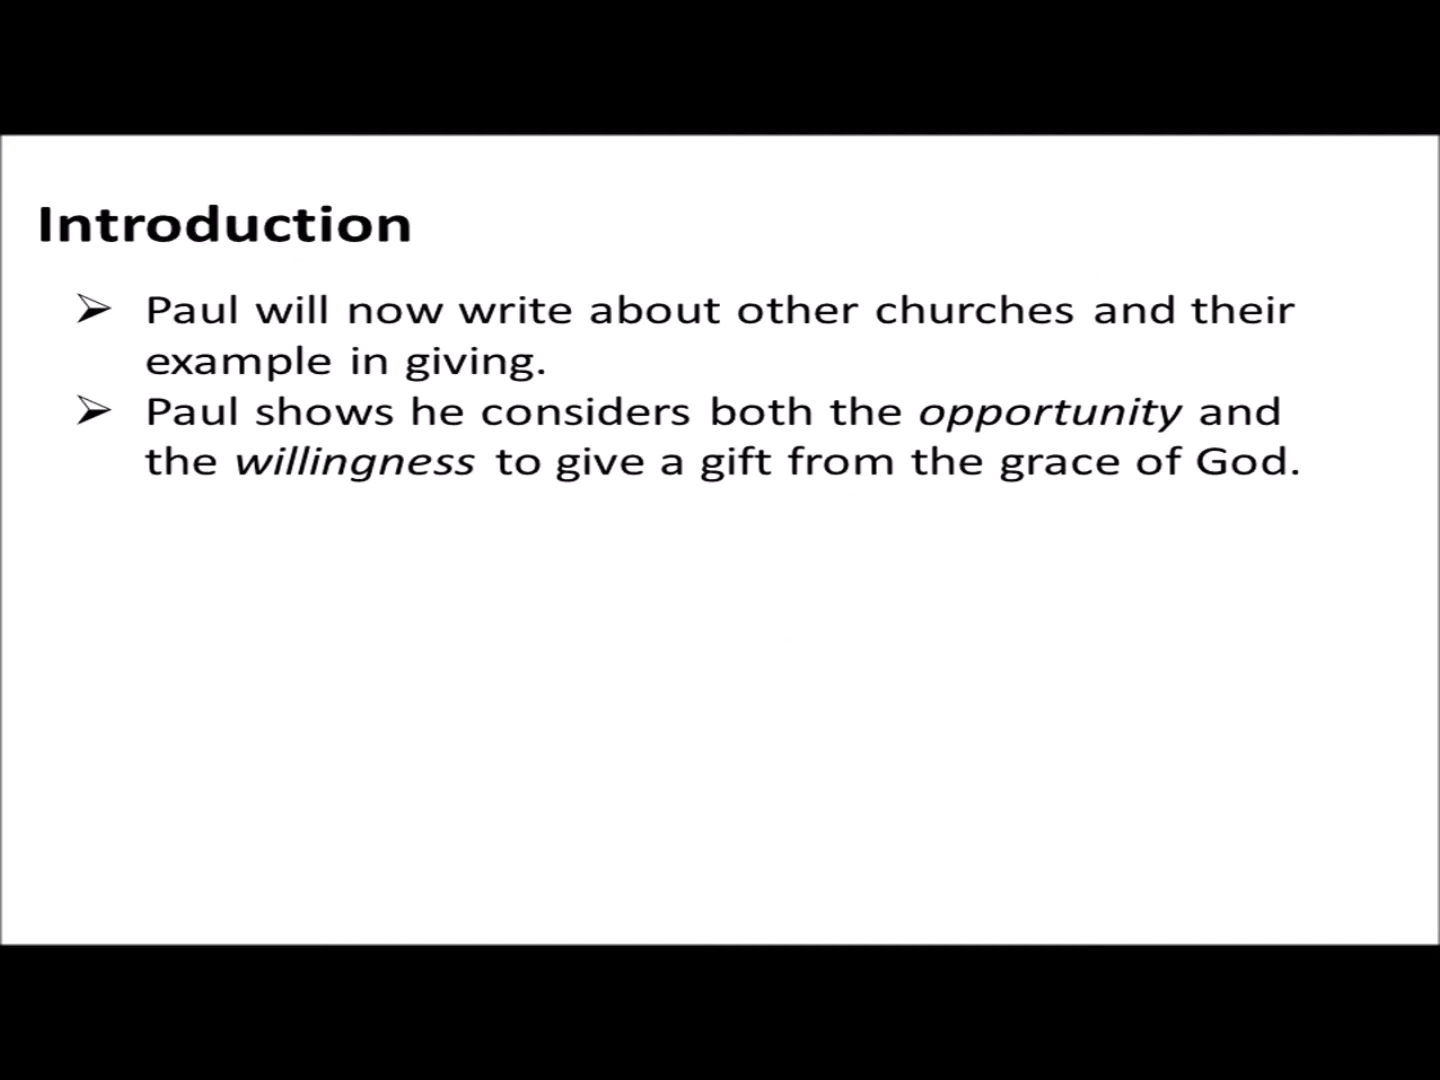 Introduction
➢ Paul will now write about other churches and their
example in giving.
➢ Paul shows he considers both the opportunity and
the willingness to give a gift from the grace of God.